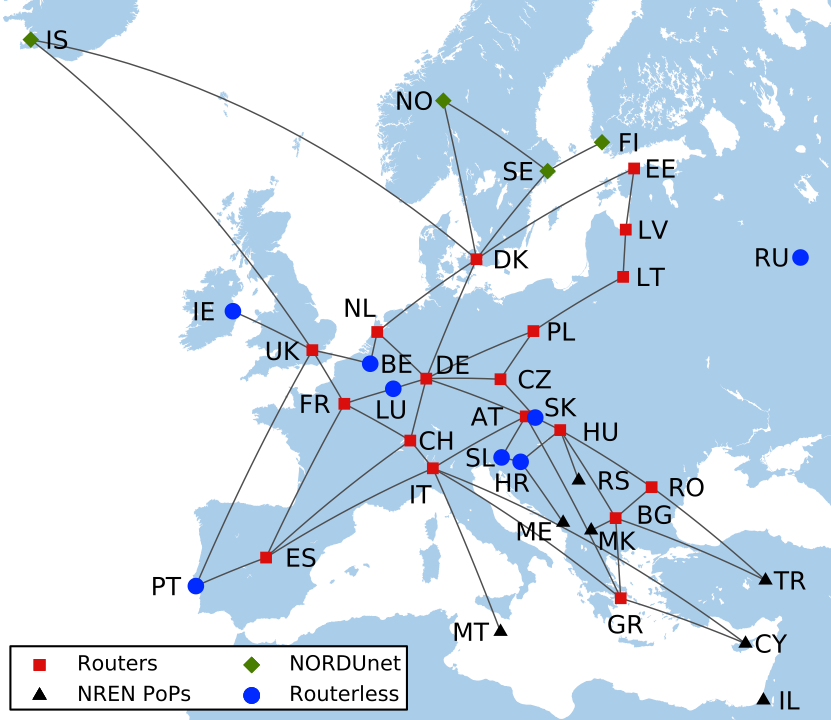 IS
NO
FI
SE
EE
LV
DK
RU
LT
NL
IE
PL
UK
BE
DE
CZ
LU
FR
AT
SK
HU
CH
SL
IT
HR
RS
RO
BG
ME
MK
ES
TR
PT
GR
MT
CY
Routers
NORDUnet
NREN PoPs
Routerless
IL